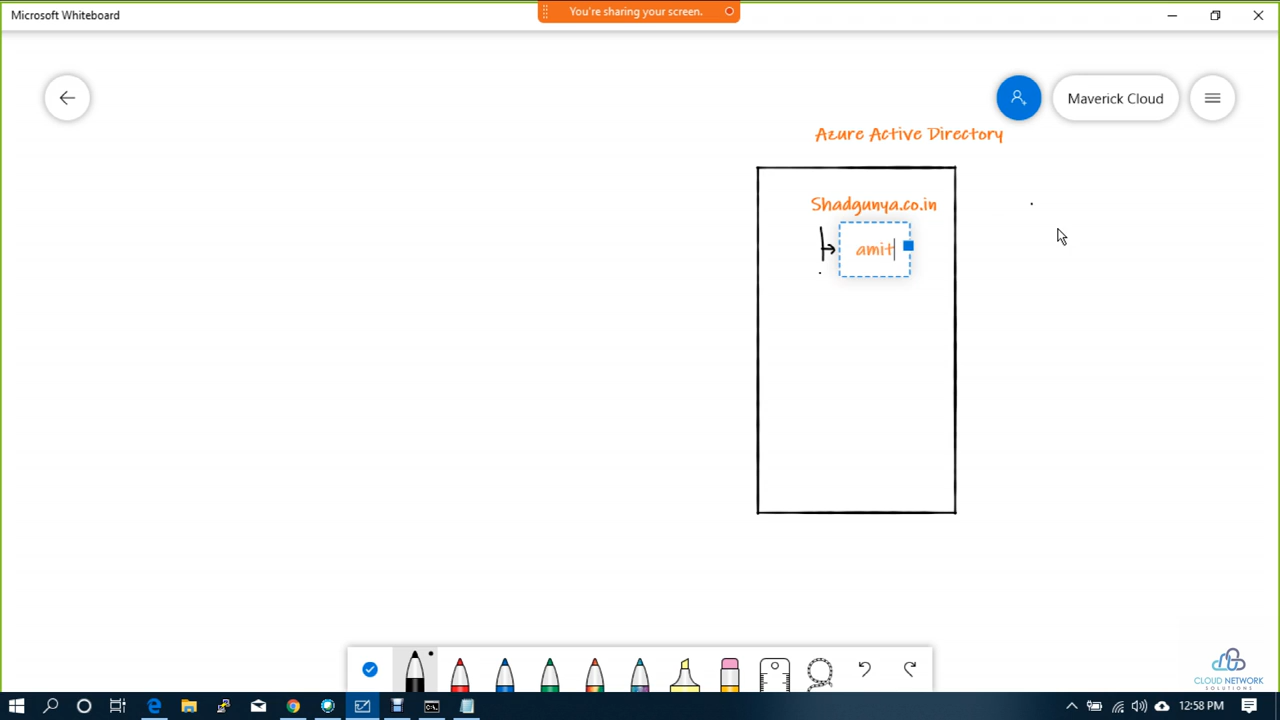 Microsoft Whiteboard
You're sharing your screen.
Maverick Cloud
Azure Active Directory
Shadgunya.co.in
amit
CLOUD NETWORK
SOLUTIONS
12:58 PM